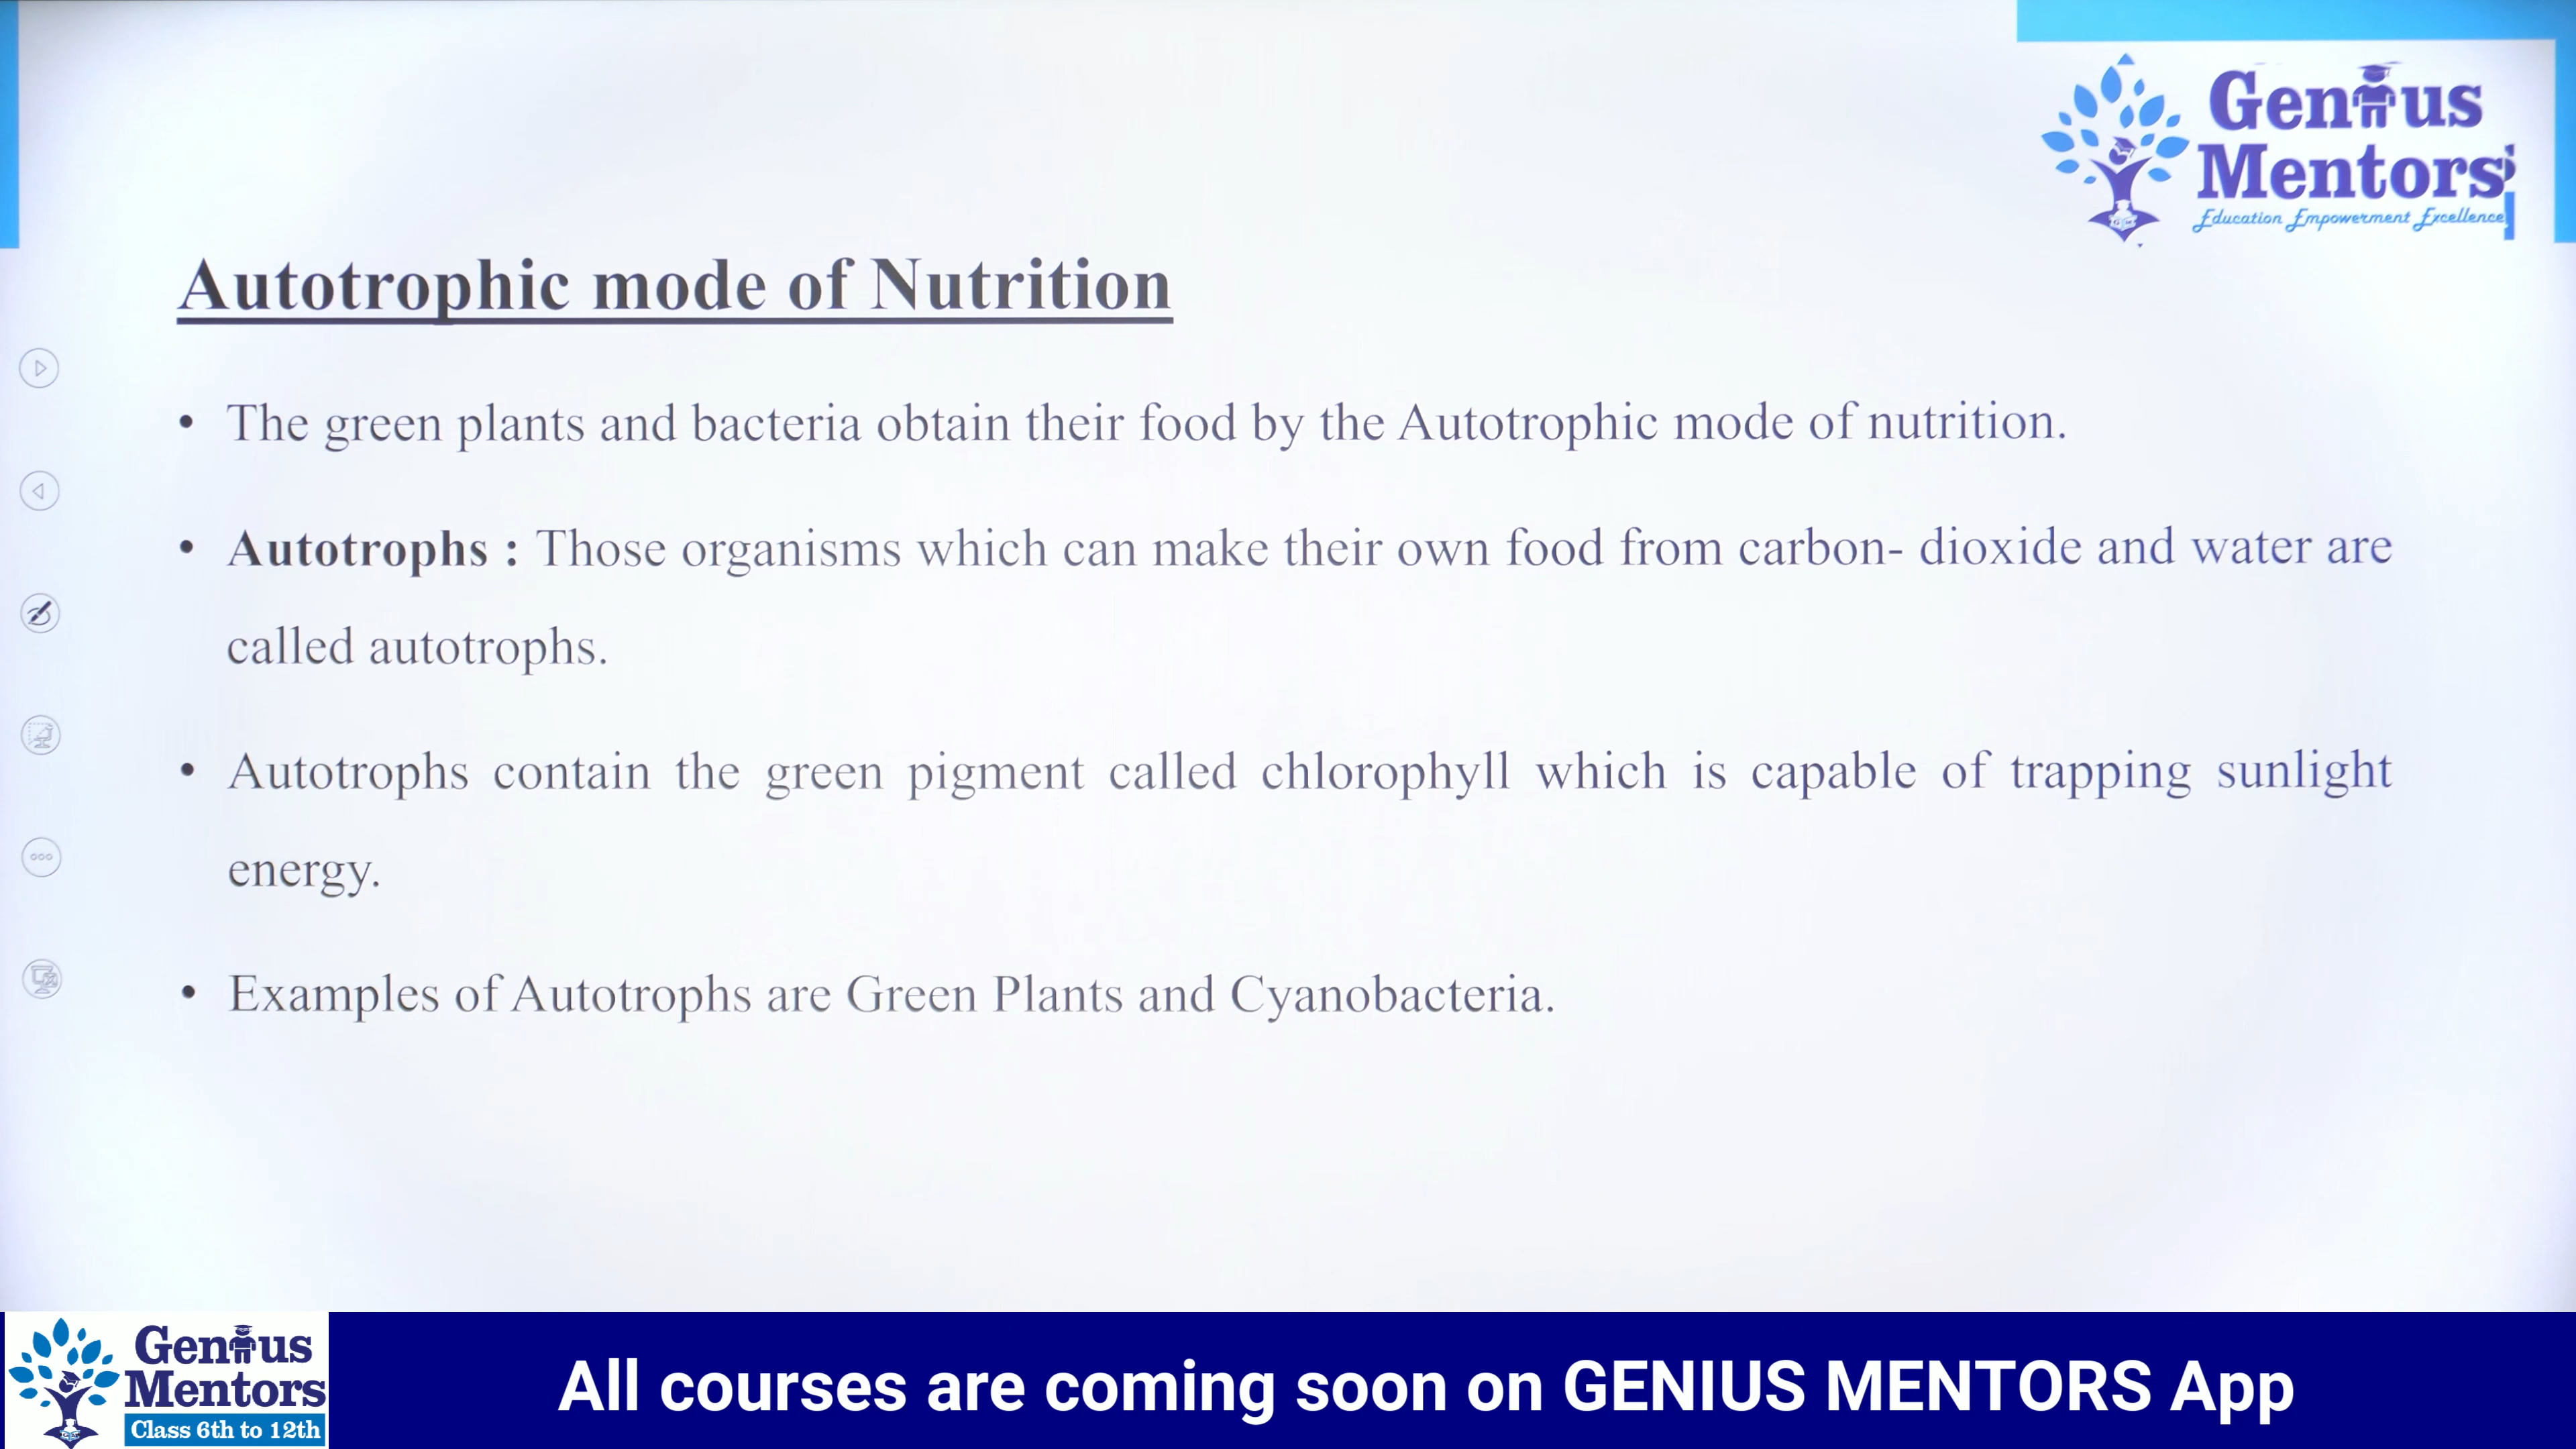 Genius
Mentors
Education Empowerment Excellence
Autotrophic mode of Nutrition
• The green plants and bacteria obtain their food by the Autotrophic mode of nutrition.
• Autotrophs : Those organisms which can make their own food from carbon- dioxide and water are
called autotrophs.
• Autotrophs contain the green pigment called chlorophyll which is capable of trapping sunlight
energy.
• Examples of Autotrophs are Green Plants and Cyanobacteria.
Genius
Mentors
Class 6th to 12th
All courses are coming soon on GENIUS MENTORS App